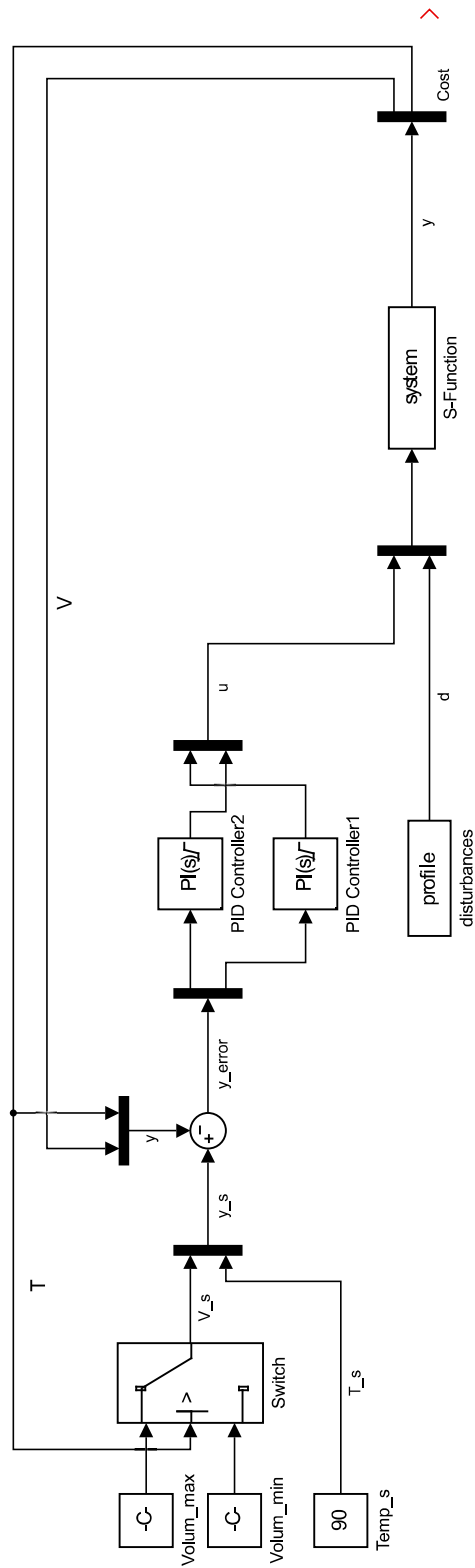 T
V
-C-
Volum_max
-C-
Volum_min
>
Switch
90
Temp_s
V_s
T_s
y_s
+
-
y
y_error
PI(s)
PID Controller2
PI(s)
PID Controller1
u
profile
disturbances
d
system
S-Function
y
Cost